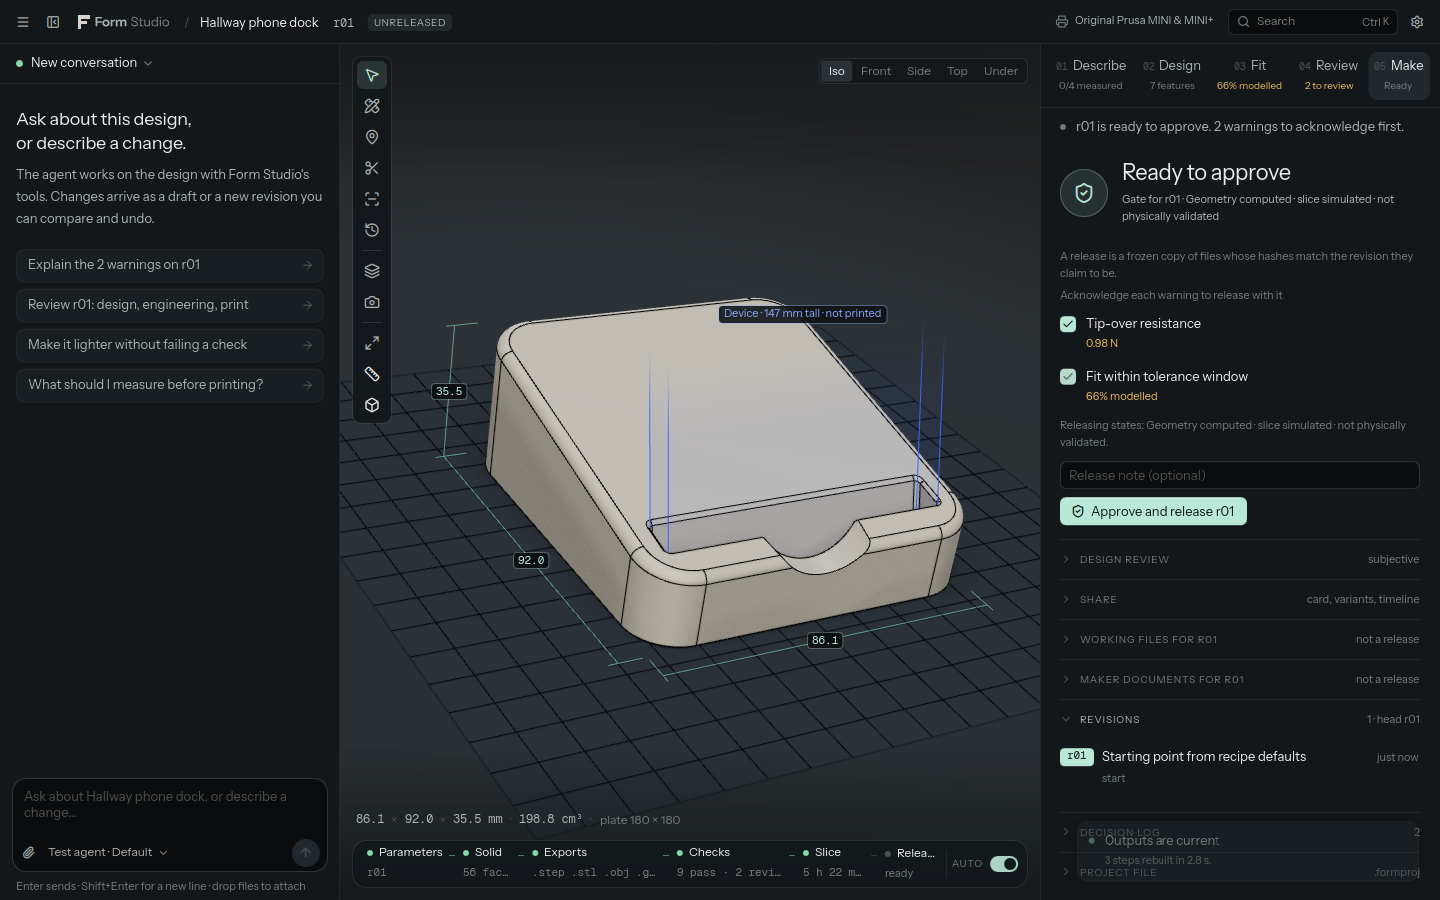 Form Studio / Hallway phone dock r01 UNRELEASED
Original Prusa MINI & MINI+
Search Ctrl K
New conversation
Ask about this design,
or describe a change.
The agent works on the design with Form Studio's
tools. Changes arrive as a draft or a new revision you
can compare and undo.
Explain the 2 warnings on r01
Review r01: design, engineering, print
Make it lighter without failing a check
What should I measure before printing?
Ask about Hallway phone dock, or describe a
change...
Test agent · Default
Enter sends · Shift+Enter for a new line · drop files to attach
Iso Front Side Top Under
Device · 147 mm tall · not printed
35.5
92.0
86.1
86.1 × 92.0 × 35.5 mm · 198.8 cm³ · plate 180 × 180
Parameters
r01
Solid
56 fac…
Exports
.step .stl .obj .g…
Checks
9 pass · 2 revi…
Slice
5 h 22 m…
Relea…
ready
AUTO
01 Describe
0/4 measured
02 Design
7 features
03 Fit
66% modelled
04 Review
2 to review
05 Make
Ready
r01 is ready to approve. 2 warnings to acknowledge first.
Ready to approve
Gate for r01 · Geometry computed · slice simulated · not
physically validated
A release is a frozen copy of files whose hashes match the revision they
claim to be.
Acknowledge each warning to release with it
Tip-over resistance
0.98 N
Fit within tolerance window
66% modelled
Releasing states: Geometry computed · slice simulated · not physically
validated.
Release note (optional)
Approve and release r01
DESIGN REVIEW subjective
SHARE card, variants, timeline
WORKING FILES FOR R01 not a release
MAKER DOCUMENTS FOR R01 not a release
REVISIONS 1 · head r01
r01 Starting point from recipe defaults just now
start
DECISION LOG 2
Outputs are current
3 steps rebuilt in 2.8 s.
PROJECT FILE .formproj